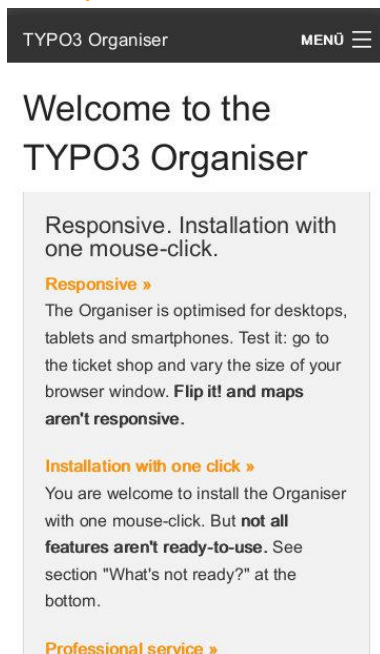 TYPO3 Organiser MENÜ
Welcome to the
TYPO3 Organiser
Responsive. Installation with
one mouse-click.
Responsive »
The Organiser is optimised for desktops,
tablets and smartphones. Test it: go to
the ticket shop and vary the size of your
browser window. Flip it! and maps
aren't responsive.
Installation with one click »
You are welcome to install the Organiser
with one mouse-click. But not all
features aren't ready-to-use. See
section "What's not ready?" at the
bottom.
Professional service »